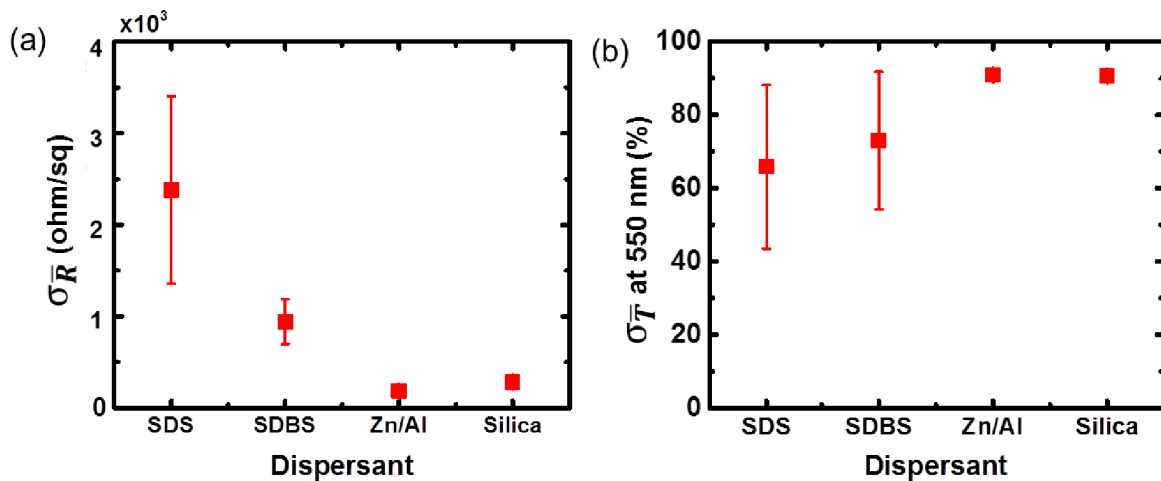 (a)
x10³
4
3
2
1
0
σR̅ (ohm/sq)
SDS SDBS Zn/Al Silica
Dispersant
(b)
100
80
60
40
20
0
σT̅ at 550 nm (%)
SDS SDBS Zn/Al Silica
Dispersant